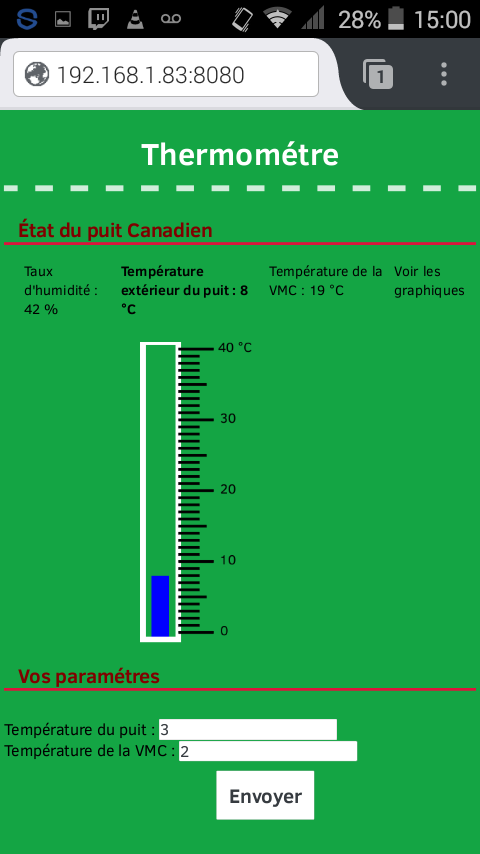 28% 15:00
192.168.1.83:8080
1
Thermométre
État du puit Canadien
Taux
d'humidité :
42 %
Température
extérieur du puit : 8
°C
Température de la
VMC : 19 °C
Voir les
graphiques
40 °C
30
20
10
0
Vos paramétres
Température du puit : 3
Température de la VMC : 2
Envoyer